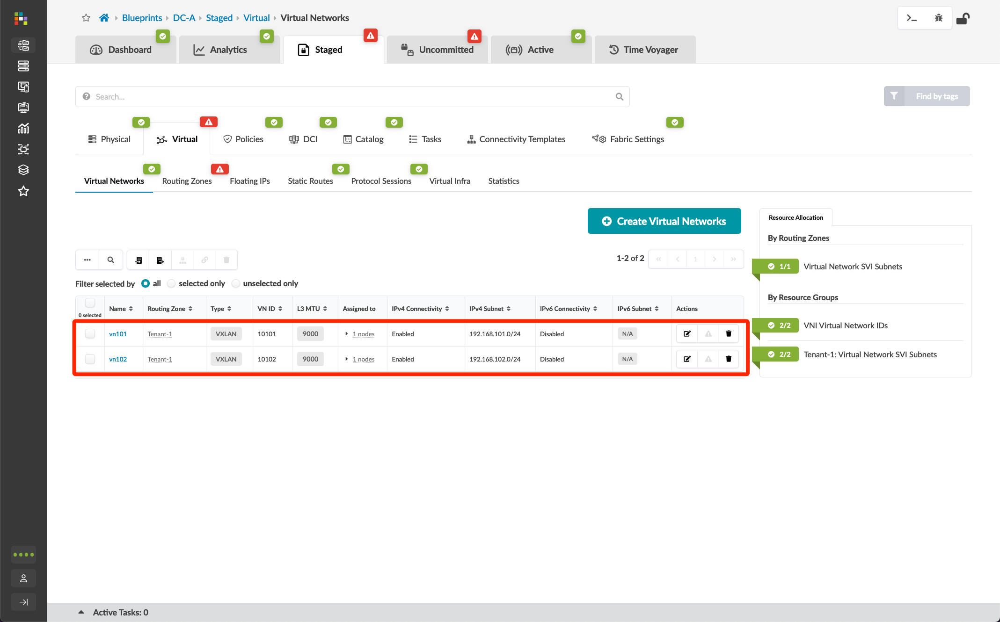 Blueprints DC-A Staged Virtual Virtual Networks
Dashboard
Analytics
Staged
Uncommitted
Active
Time Voyager
Search...
Find by tags
Physical
Virtual
Policies
DCI
Catalog
Tasks
Connectivity Templates
Fabric Settings
Virtual Networks
Routing Zones
Floating IPs
Static Routes
Protocol Sessions
Virtual Infra
Statistics
Create Virtual Networks
1-2 of 2
1
Filter selected by all selected only unselected only
0 selected
Name Routing Zone Type VN ID L3 MTU Assigned to IPv4 Connectivity IPv4 Subnet IPv6 Connectivity IPv6 Subnet Actions
vn101 Tenant-1 VXLAN 10101 9000 1 nodes Enabled 192.168.101.0/24 Disabled N/A
vn102 Tenant-1 VXLAN 10102 9000 1 nodes Enabled 192.168.102.0/24 Disabled N/A
Resource Allocation
By Routing Zones
1/1 Virtual Network SVI Subnets
By Resource Groups
2/2 VNI Virtual Network IDs
2/2 Tenant-1: Virtual Network SVI Subnets
Active Tasks: 0